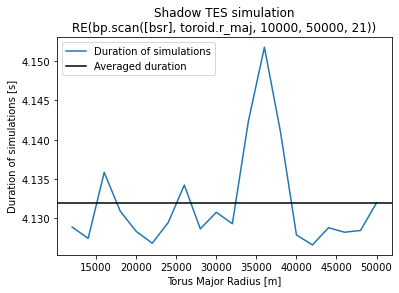 Shadow TES simulation
RE(bp.scan([bsr], toroid.r_maj, 10000, 50000, 21))
Duration of simulations
Averaged duration
Duration of simulations [s]
4.150
4.145
4.140
4.135
4.130
15000 20000 25000 30000 35000 40000 45000 50000
Torus Major Radius [m]